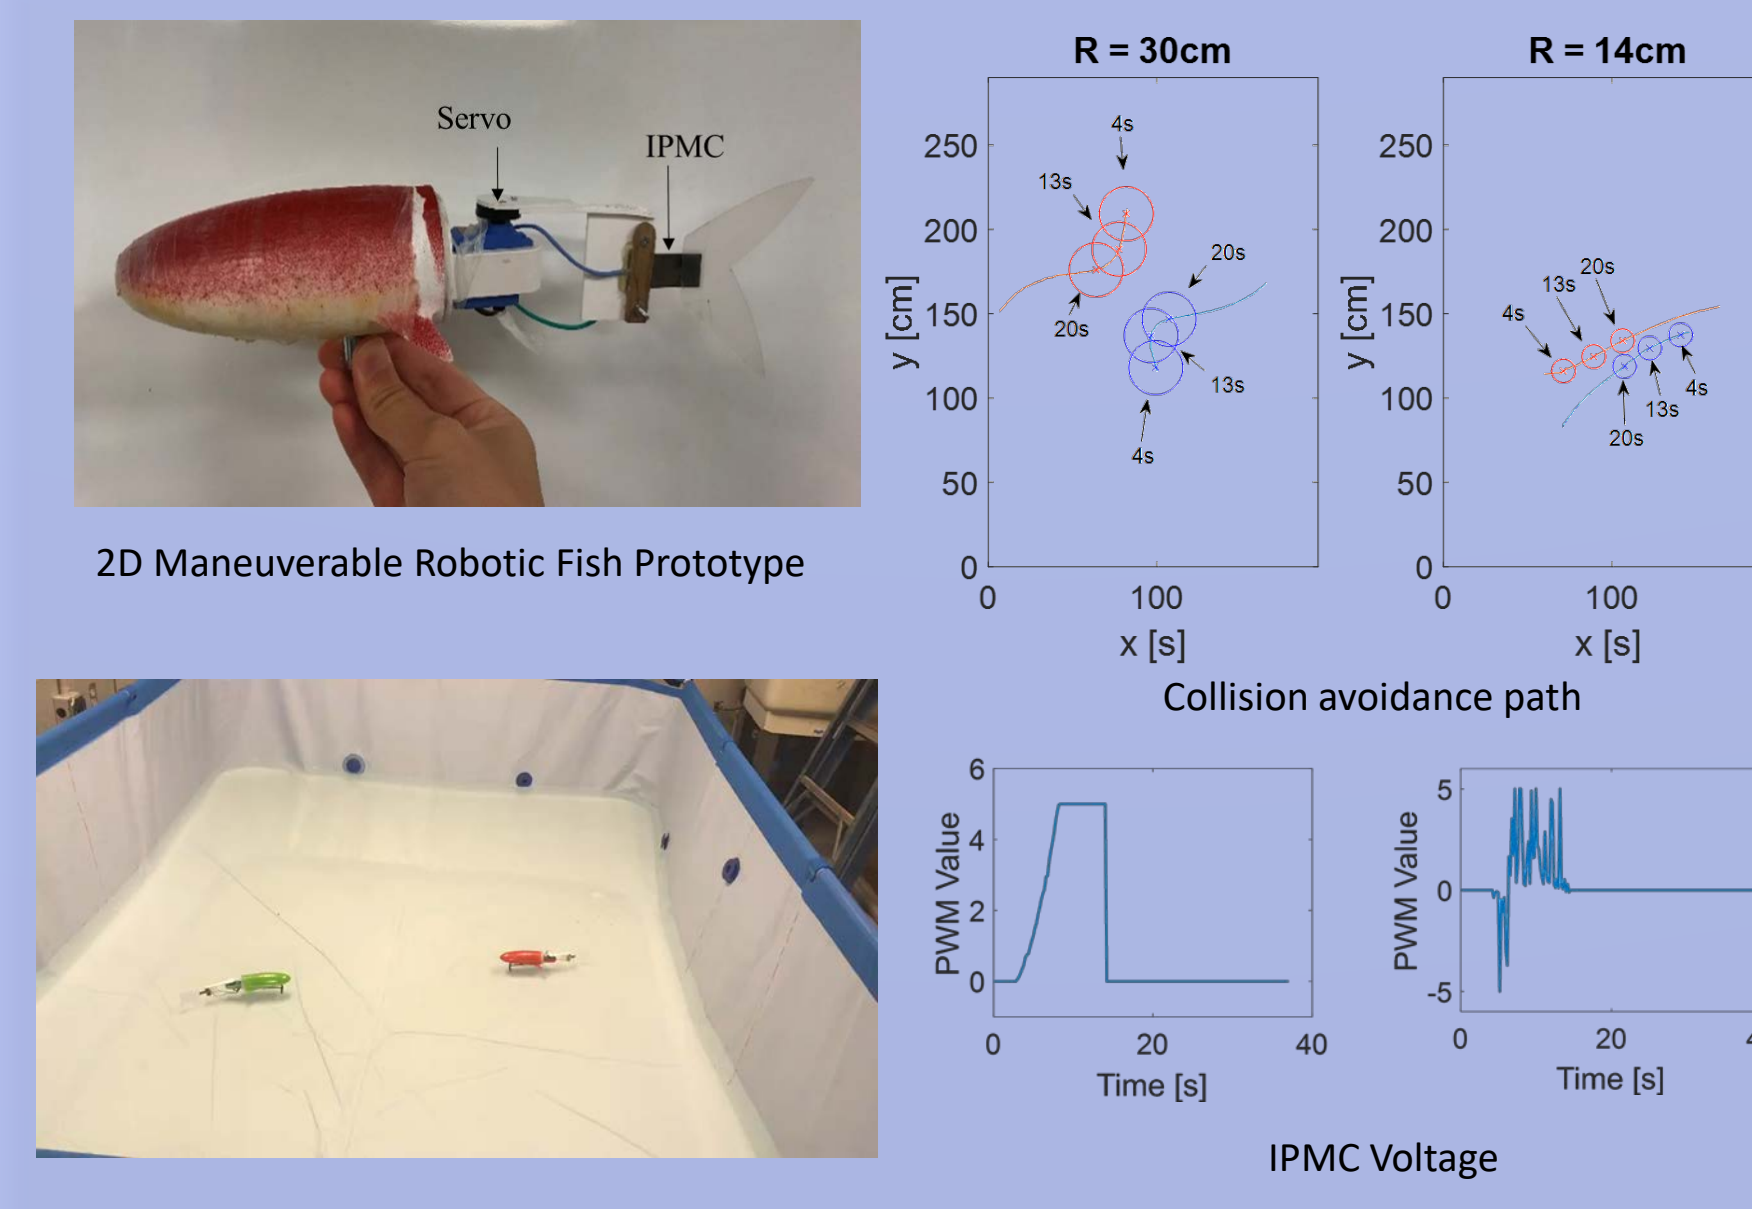 Servo
IPMC
2D Maneuverable Robotic Fish Prototype
R = 30cm
250
200
150
100
50
0
y [cm]
4s
13s
20s
20s
13s
4s
0
100
x [s]
R = 14cm
250
200
150
100
50
0
y [cm]
4s
13s
20s
20s
13s
4s
0
100
x [s]
Collision avoidance path
6
4
2
0
PWM Value
0
20
40
Time [s]
5
0
-5
PWM Value
0
20
Time [s]
IPMC Voltage